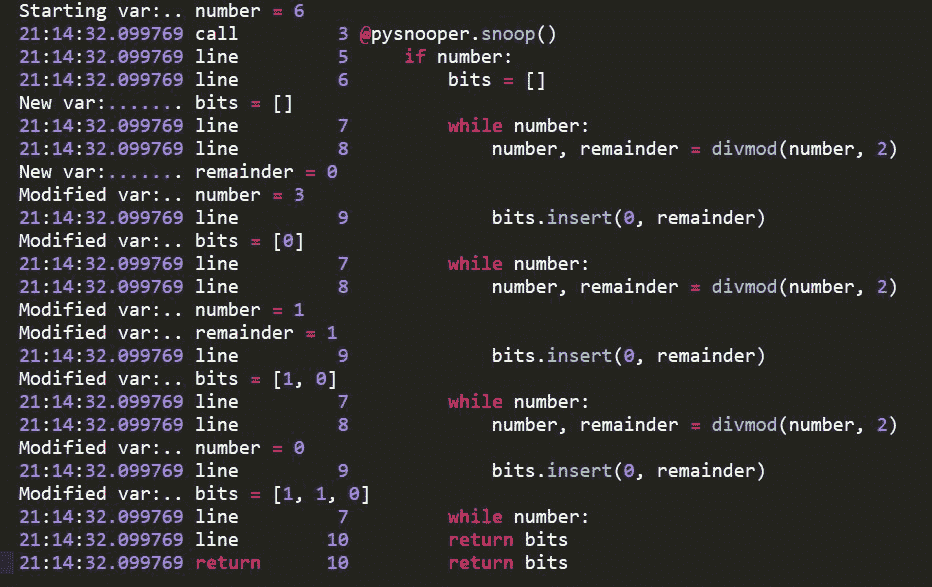 Starting var:.. number = 6
21:14:32.099769 call         3 @pysnooper.snoop()
21:14:32.099769 line         5     if number:
21:14:32.099769 line         6         bits = []
New var:....... bits = []
21:14:32.099769 line         7         while number:
21:14:32.099769 line         8             number, remainder = divmod(number, 2)
New var:....... remainder = 0
Modified var:.. number = 3
21:14:32.099769 line         9             bits.insert(0, remainder)
Modified var:.. bits = [0]
21:14:32.099769 line         7         while number:
21:14:32.099769 line         8             number, remainder = divmod(number, 2)
Modified var:.. number = 1
Modified var:.. remainder = 1
21:14:32.099769 line         9             bits.insert(0, remainder)
Modified var:.. bits = [1, 0]
21:14:32.099769 line         7         while number:
21:14:32.099769 line         8             number, remainder = divmod(number, 2)
Modified var:.. number = 0
21:14:32.099769 line         9             bits.insert(0, remainder)
Modified var:.. bits = [1, 1, 0]
21:14:32.099769 line         7         while number:
21:14:32.099769 line        10         return bits
21:14:32.099769 return      10         return bits